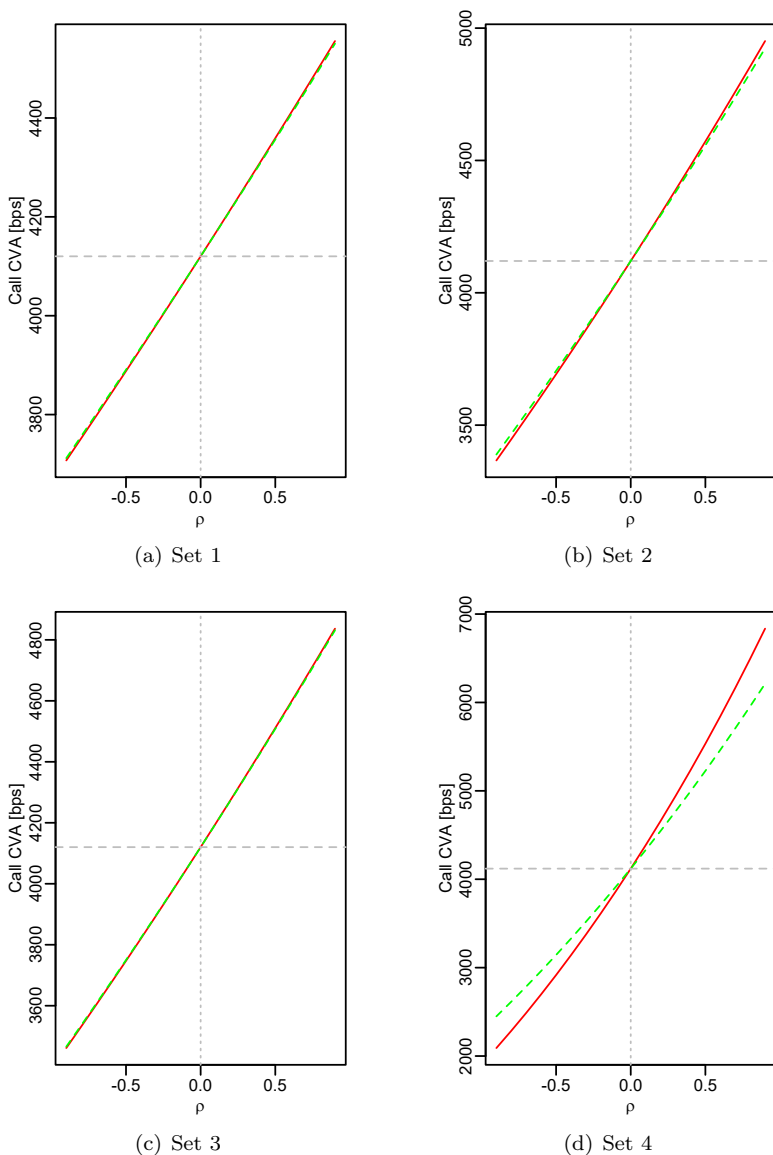 Call CVA [bps]
3800 4000 4200 4400
-0.5 0.0 0.5
ρ
(a) Set 1
Call CVA [bps]
3500 4000 4500 5000
-0.5 0.0 0.5
ρ
(b) Set 2
Call CVA [bps]
3600 3800 4000 4200 4400 4600 4800
-0.5 0.0 0.5
ρ
(c) Set 3
Call CVA [bps]
2000 3000 4000 5000 6000 7000
-0.5 0.0 0.5
ρ
(d) Set 4